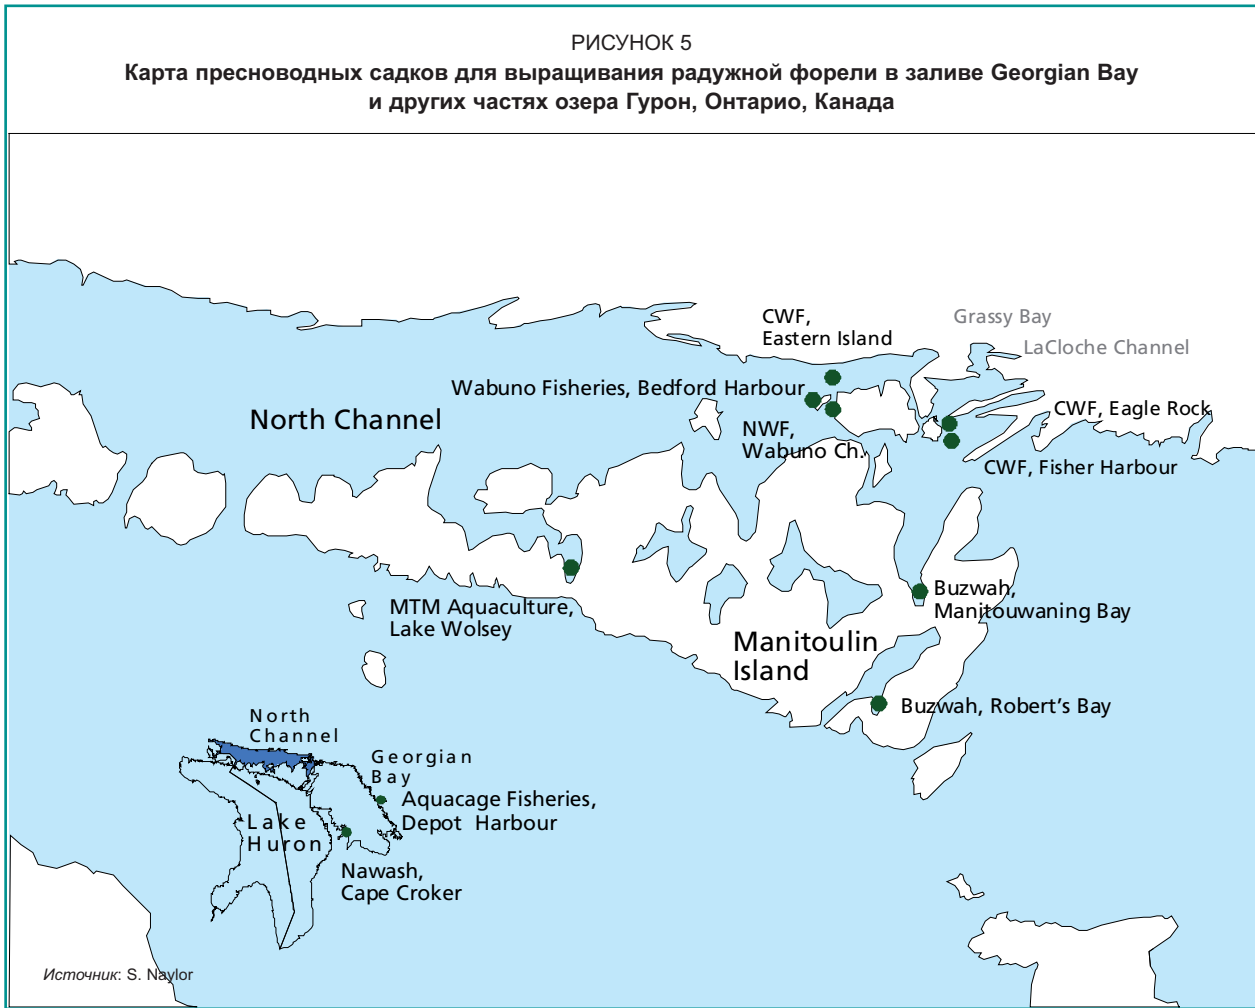 РИСУНОК 5
Карта пресноводных садков для выращивания радужной форели в заливе Georgian Bay
и других частях озера Гурон, Онтарио, Канада
CWF,
Eastern Island
Grassy Bay
LaCloche Channel
Wabuno Fisheries, Bedford Harbour
North Channel
NWF,
Wabuno Ch.
CWF, Eagle Rock
CWF, Fisher Harbour
MTM Aquaculture,
Lake Wolsey
Buzwah,
Manitouwaning Bay
Manitoulin
Island
Buzwah, Robert's Bay
North
Channel
Georgian
Bay
Aquacage Fisheries,
Depot Harbour
Lake
Huron
Nawash,
Cape Croker
Источник: S. Naylor